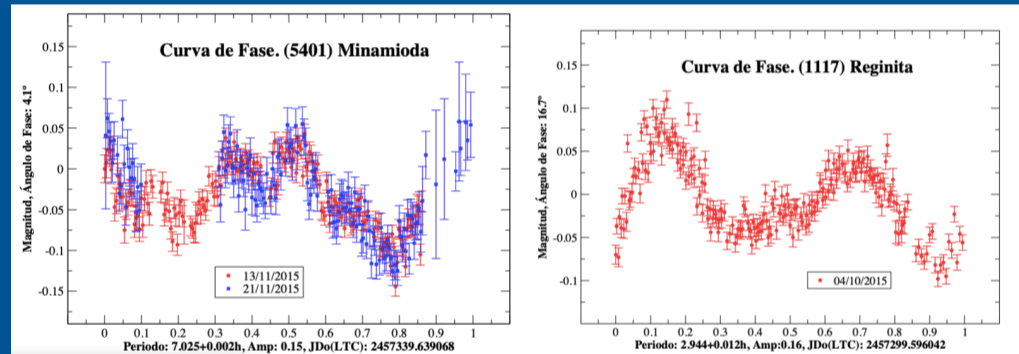 Curva de Fase. (5401) Minamioda
Magnitud, Ángulo de Fase: 4.1°
0.15
0.1
0.05
0
-0.05
-0.1
-0.15
13/11/2015
21/11/2015
0 0.1 0.2 0.3 0.4 0.5 0.6 0.7 0.8 0.9 1
Periodo: 7.025+0.002h, Amp: 0.15, JDo(LTC): 2457339.639068
Curva de Fase. (1117) Reginita
Magnitud, Ángulo de Fase: 16.7°
0.15
0.1
0.05
0
-0.05
-0.1
04/10/2015
0 0.1 0.2 0.3 0.4 0.5 0.6 0.7 0.8 0.9 1
Periodo: 2.944+0.012h, Amp:0.16, JDo(LTC): 2457299.596042